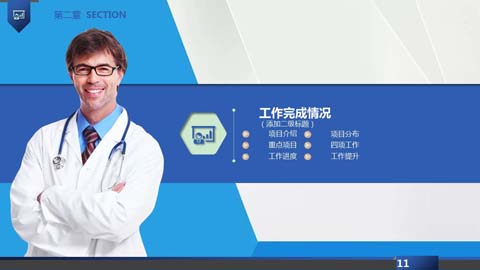 第二章 SECTION
工作完成情况
（添加二级标题）
项目介绍 项目分布
重点项目 四项工作
工作进度 工作提升
11